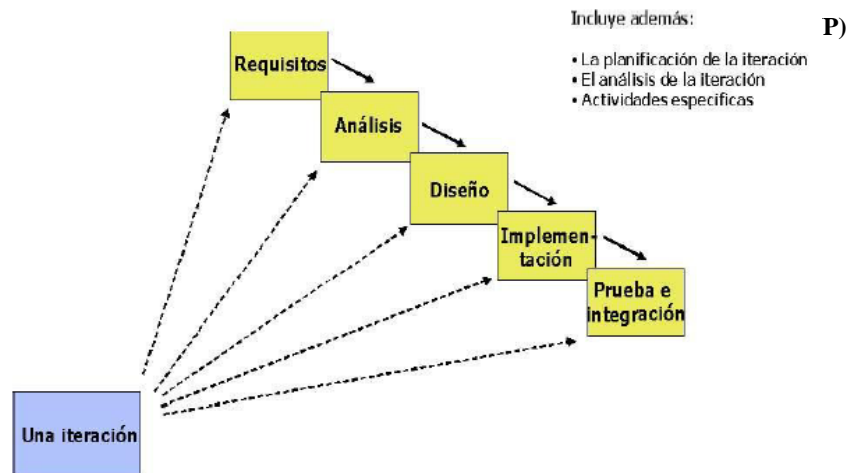 Incluye además:
P)
• La planificación de la iteración
• El análisis de la iteración
• Actividades específicas
Requisitos
Análisis
Diseño
Implemen-
tación
Prueba e
integración
Una iteración